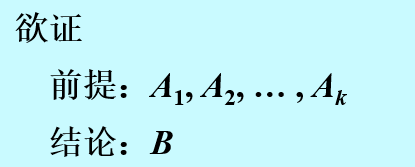 欲证
前提：A₁, A₂, … , Aₖ
结论：B